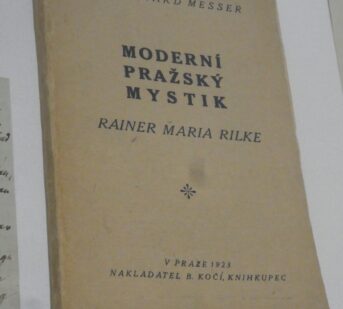 MESSER
MODERNÍ
PRAŽSKÝ
MYSTIK
RAINER MARIA RILKE
V PRAZE 1923
NAKLADATEL B. KOČÍ, KNIHKUPEC